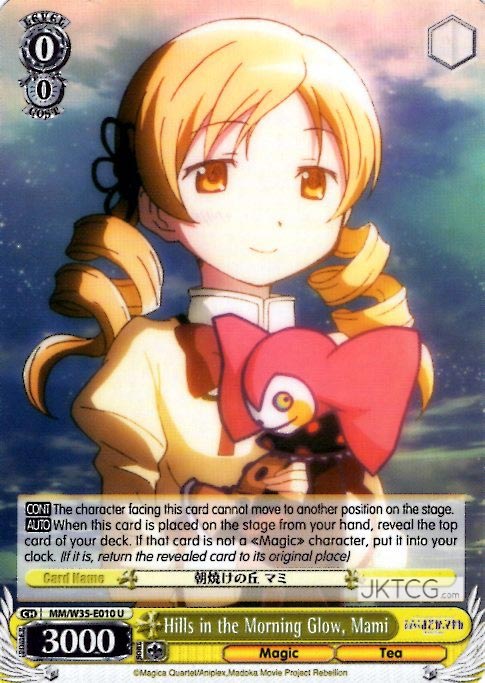 LEVEL
0
0
COST
CONT The character facing this card cannot move to another position on the stage.
AUTO When this card is placed on the stage from your hand, reveal the top
card of your deck. If that card is not a «Magic» character, put it into your
clock. (If it is, return the revealed card to its original place)
Card Name 朝焼けの丘 マミ
JKTCG.com
CH MM/W35-E010 U
POWER 3000 SOUL Hills in the Morning Glow, Mami
Magic Tea
©Magica Quartet/Aniplex,Madoka Movie Project Rebellion